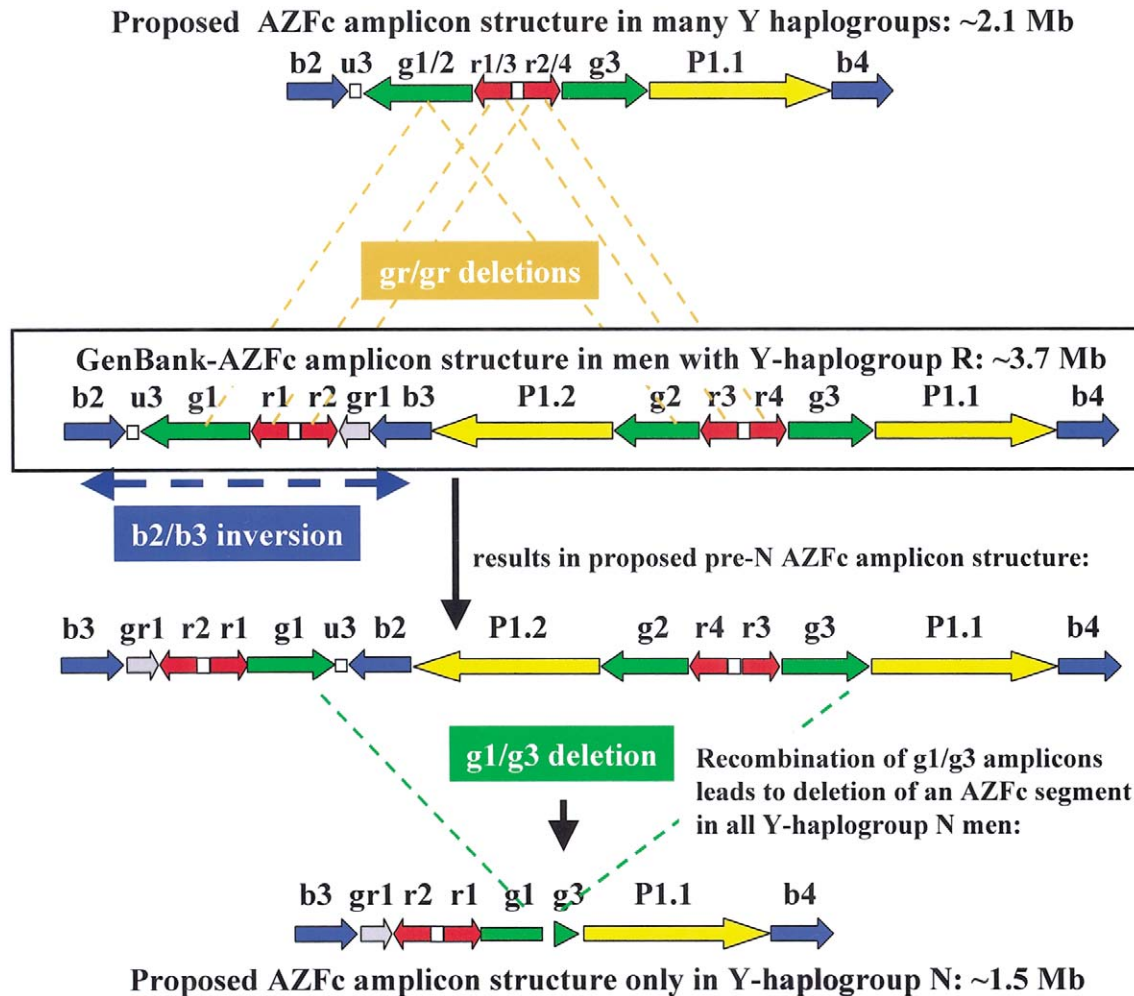 Proposed AZFc amplicon structure in many Y haplogroups: ~2.1 Mb
b2 u3 g1/2 r1/3 r2/4 g3 P1.1 b4
gr/gr deletions
GenBank-AZFc amplicon structure in men with Y-haplogroup R: ~3.7 Mb
b2 u3 g1 r1 r2 gr1 b3 P1.2 g2 r3 r4 g3 P1.1 b4
b2/b3 inversion
results in proposed pre-N AZFc amplicon structure:
b3 gr1 r2 r1 g1 u3 b2 P1.2 g2 r4 r3 g3 P1.1 b4
g1/g3 deletion
Recombination of g1/g3 amplicons
leads to deletion of an AZFc segment
in all Y-haplogroup N men:
b3 gr1 r2 r1 g1 g3 P1.1 b4
Proposed AZFc amplicon structure only in Y-haplogroup N: ~1.5 Mb